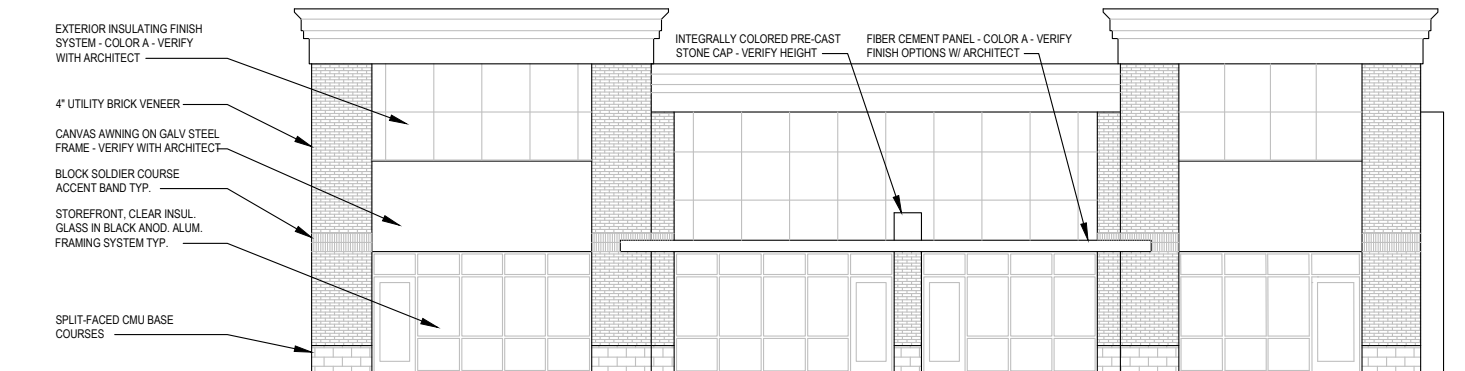 EXTERIOR INSULATING FINISH
SYSTEM - COLOR A - VERIFY
WITH ARCHITECT
4" UTILITY BRICK VENEER
CANVAS AWNING ON GALV STEEL
FRAME - VERIFY WITH ARCHITECT
BLOCK SOLDIER COURSE
ACCENT BAND TYP.
STOREFRONT, CLEAR INSUL.
GLASS IN BLACK ANOD. ALUM.
FRAMING SYSTEM TYP.
SPLIT-FACED CMU BASE
COURSES
INTEGRALLY COLORED PRE-CAST
STONE CAP - VERIFY HEIGHT
FIBER CEMENT PANEL - COLOR A - VERIFY
FINISH OPTIONS W/ ARCHITECT